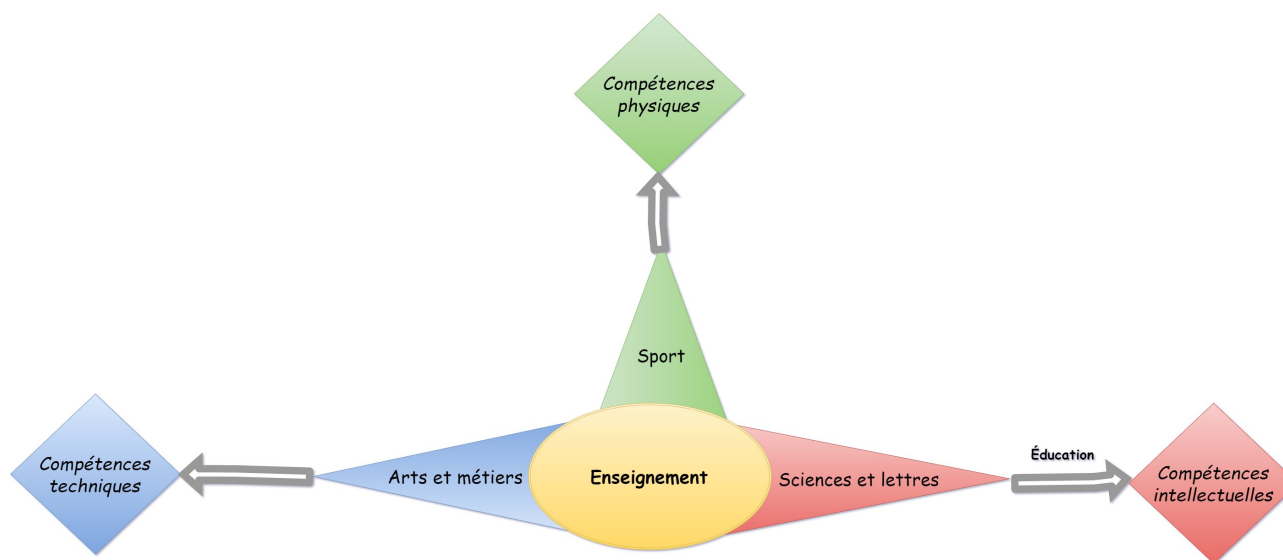 Compétences
physiques
Sport
Éducation
Compétences
techniques
Arts et métiers
Enseignement
Sciences et lettres
Compétences
intellectuelles